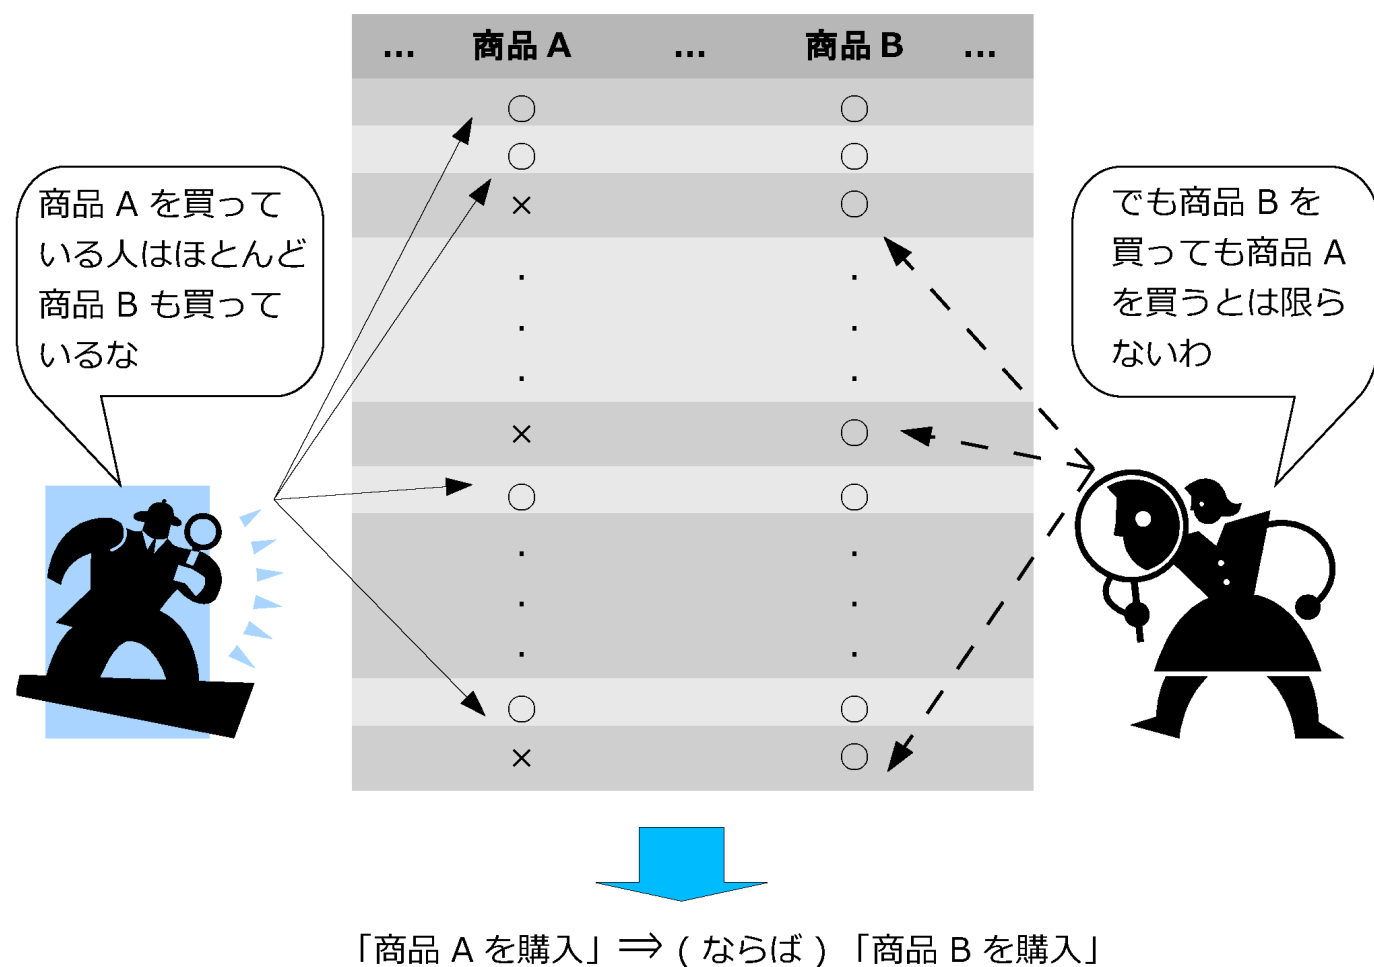 … 商品 A … 商品 B …
○ ○
○ ○
× ○
. .
. .
. .
× ○
○ ○
. .
. .
. .
○ ○
× ○
商品 A を買って
いる人はほとんど
商品 B も買って
いるな
でも商品 B を
買っても商品 A
を買うとは限ら
ないわ
「商品 A を購入」⇒ ( ならば ) 「商品 B を購入」